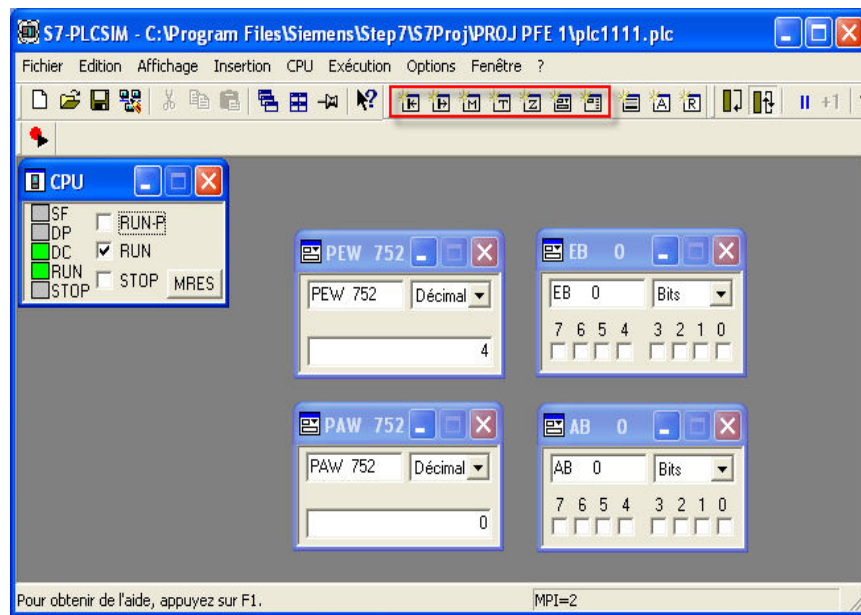 S7-PLCSIM - C:\Program Files\Siemens\Step7\S7Proj\PROJ PFE 1\plc1111.plc
Fichier Edition Affichage Insertion CPU Exécution Options Fenêtre ?
M T Z A R +1
CPU
SF
DP
DC
RUN
STOP
RUN-P
RUN
STOP MRES
PEW 752
PEW 752 Décimal
4
EB 0
EB 0 Bits
7 6 5 4 3 2 1 0
PAW 752
PAW 752 Décimal
0
AB 0
AB 0 Bits
7 6 5 4 3 2 1 0
Pour obtenir de l'aide, appuyez sur F1. MPI=2